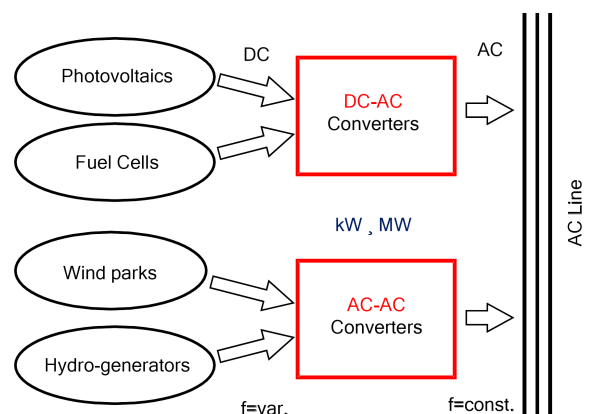 DC
AC
Photovoltaics
DC-AC
Converters
Fuel Cells
kW ¸ MW
AC Line
Wind parks
AC-AC
Converters
Hydro-generators
f=var.
f=const.